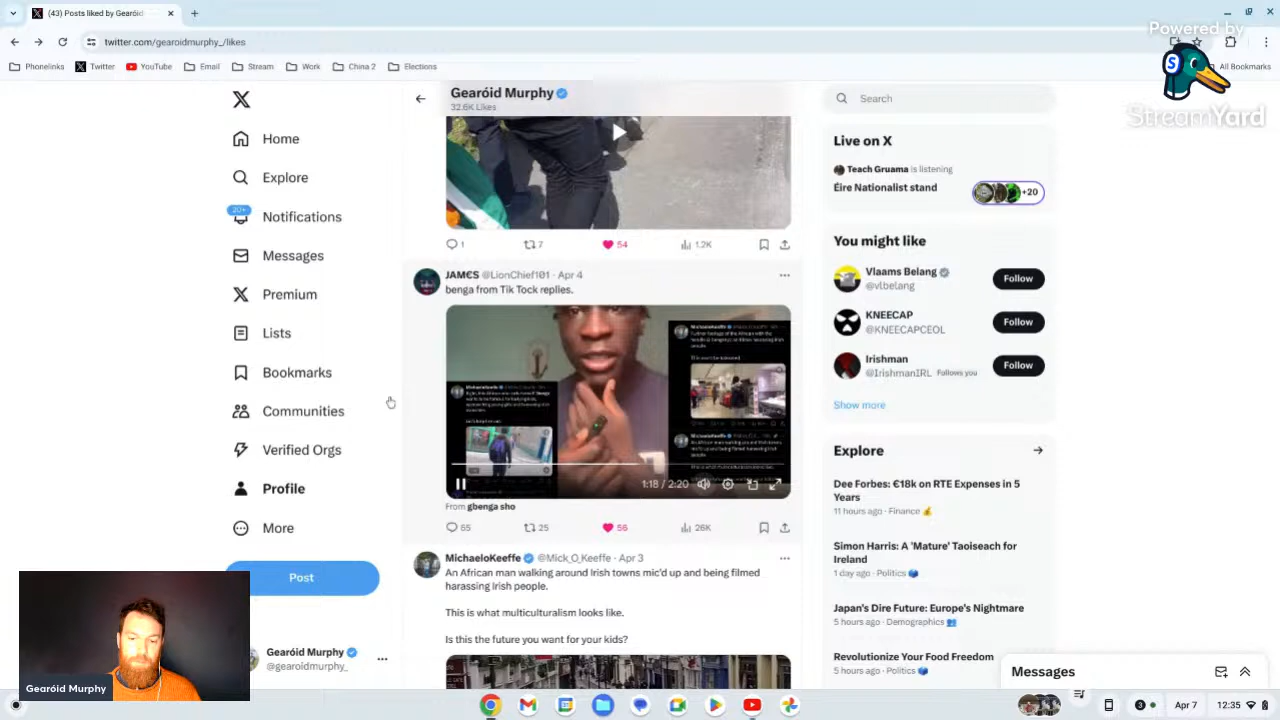 (43) Posts liked by Gearóid
twitter.com/gearoidmurphy_/likes
Phonelinks
Twitter
YouTube
Email
Stream
Work
China 2
Elections
All Bookmarks
Powered by
StreamYard
Home
Explore
20+
Notifications
Messages
Premium
Lists
Bookmarks
Communities
Verified Orgs
Profile
More
Post
Gearóid Murphy
@gearoidmurphy_
Gearóid Murphy
Gearóid Murphy
32.6K Likes
1
7
54
1.2K
JAM€S @LionChief101 · Apr 4
benga from Tik Tock replies.
1:18 / 2:20
From gbenga sho
65
25
56
26K
MichaeloKeeffe @Mick_O_Keeffe · Apr 3
An African man walking around Irish towns mic'd up and being filmed
harassing Irish people.
This is what multiculturalism looks like.
Is this the future you want for your kids?
Search
Live on X
Teach Gruama is listening
Éire Nationalist stand
+20
You might like
Vlaams Belang
@vlbelang
Follow
KNEECAP
@KNEECAPCEOL
Follow
Irishman
@IrishmanIRL Follows you
Follow
Show more
Explore
Dee Forbes: €18k on RTE Expenses in 5
Years
11 hours ago · Finance
Simon Harris: A 'Mature' Taoiseach for
Ireland
1 day ago · Politics
Japan's Dire Future: Europe's Nightmare
5 hours ago · Demographics
Revolutionize Your Food Freedom
5 hours ago · Politics
Messages
3
Apr 7
12:35